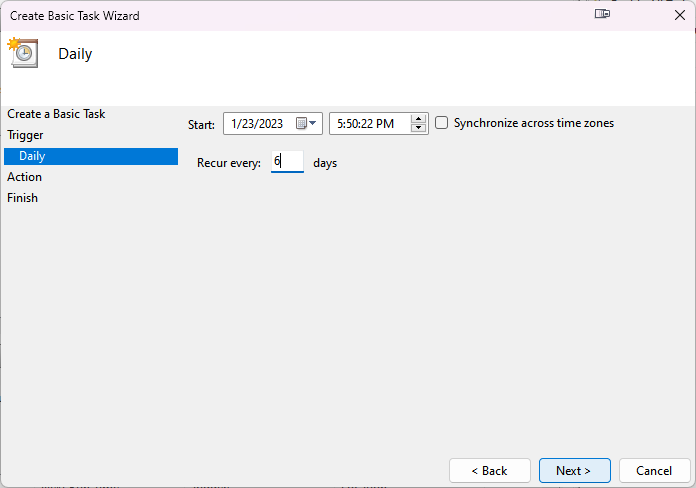 Create Basic Task Wizard
Daily
Create a Basic Task
Trigger
Daily
Action
Finish
Start: 1/23/2023 5:50:22 PM Synchronize across time zones
Recur every: 6 days
< Back Next > Cancel